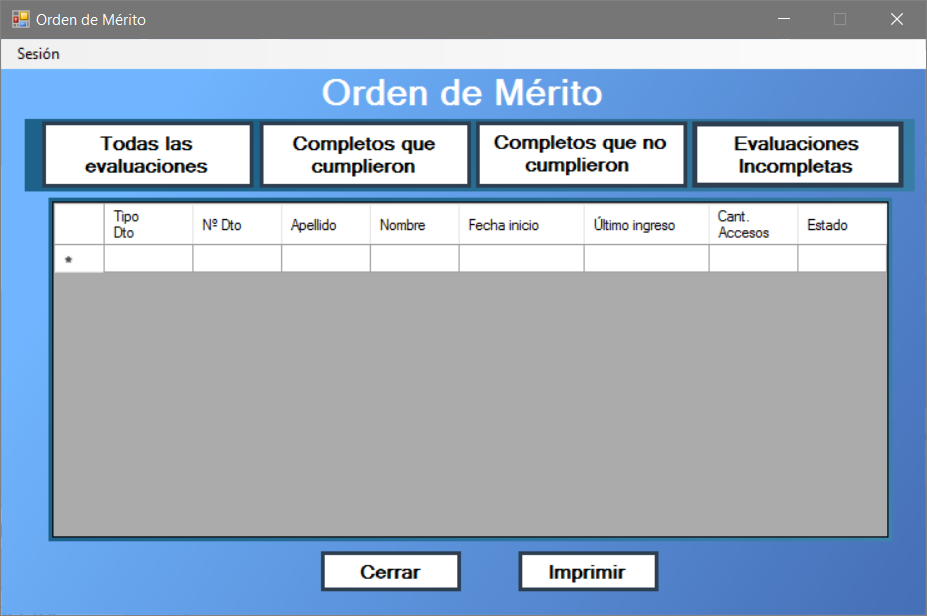 Orden de Mérito
Sesión
Orden de Mérito
Todas las
evaluaciones
Completos que
cumplieron
Completos que no
cumplieron
Evaluaciones
Incompletas
Tipo
Dto
Nº Dto
Apellido
Nombre
Fecha inicio
Último ingreso
Cant.
Accesos
Estado
*
Cerrar
Imprimir